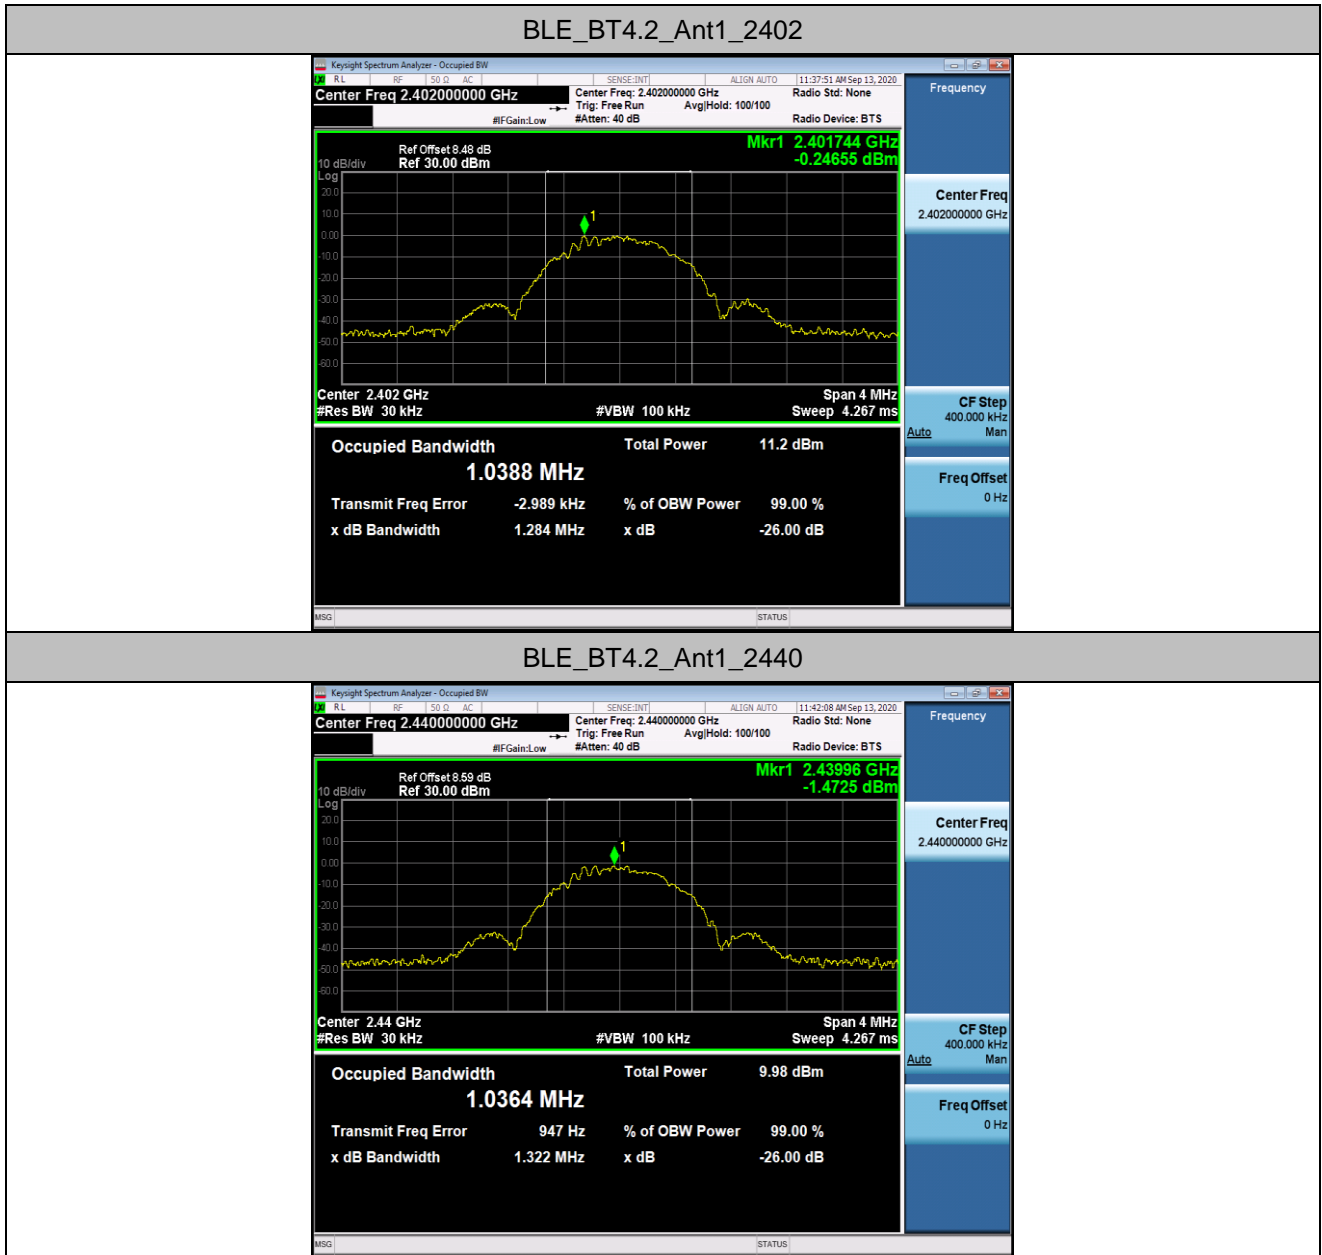 BLE_BT4.2_Ant1_2402
Keysight Spectrum Analyzer - Occupied BW
RL RF 50 Ω AC SENSE:INT ALIGN AUTO 11:37:51 AM Sep 13, 2020
Center Freq 2.402000000 GHz
Center Freq: 2.402000000 GHz Radio Std: None
Trig: Free Run Avg|Hold: 100/100
#IFGain:Low #Atten: 40 dB Radio Device: BTS
Frequency
Mkr1 2.401744 GHz
-0.24655 dBm
Ref Offset 8.48 dB
10 dB/div Ref 30.00 dBm
Log
20.0
10.0
0.00
-10.0
-20.0
-30.0
-40.0
-50.0
-60.0
1
Center Freq
2.402000000 GHz
Center 2.402 GHz Span 4 MHz
#Res BW 30 kHz #VBW 100 kHz Sweep 4.267 ms
CF Step
400.000 kHz
Auto Man
Occupied Bandwidth Total Power 11.2 dBm
1.0388 MHz
Transmit Freq Error -2.989 kHz % of OBW Power 99.00 %
x dB Bandwidth 1.284 MHz x dB -26.00 dB
Freq Offset
0 Hz
MSG STATUS
BLE_BT4.2_Ant1_2440
Keysight Spectrum Analyzer - Occupied BW
RL RF 50 Ω AC SENSE:INT ALIGN AUTO 11:42:08 AM Sep 13, 2020
Center Freq 2.440000000 GHz
Center Freq: 2.440000000 GHz Radio Std: None
Trig: Free Run Avg|Hold: 100/100
#IFGain:Low #Atten: 40 dB Radio Device: BTS
Frequency
Mkr1 2.43996 GHz
-1.4725 dBm
Ref Offset 8.59 dB
10 dB/div Ref 30.00 dBm
Log
20.0
10.0
0.00
-10.0
-20.0
-30.0
-40.0
-50.0
-60.0
1
Center Freq
2.440000000 GHz
Center 2.44 GHz Span 4 MHz
#Res BW 30 kHz #VBW 100 kHz Sweep 4.267 ms
CF Step
400.000 kHz
Auto Man
Occupied Bandwidth Total Power 9.98 dBm
1.0364 MHz
Transmit Freq Error 947 Hz % of OBW Power 99.00 %
x dB Bandwidth 1.322 MHz x dB -26.00 dB
Freq Offset
0 Hz
MSG STATUS